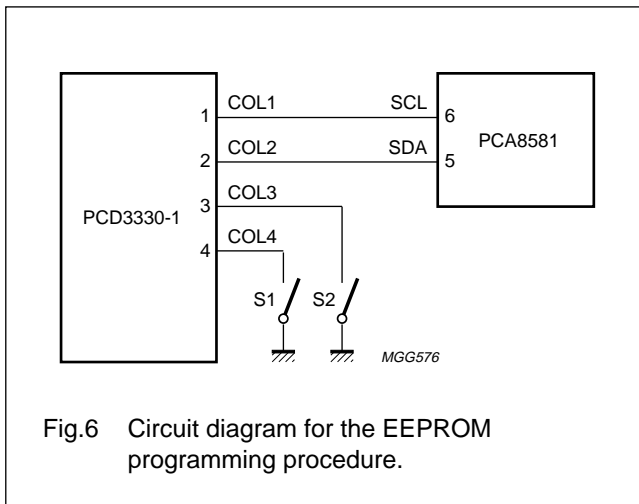 1 COL1 SCL 6
2 COL2 SDA 5
PCA8581
3 COL3
PCD3330-1
4 COL4
S1 S2
MGG576
Fig.6 Circuit diagram for the EEPROM
programming procedure.